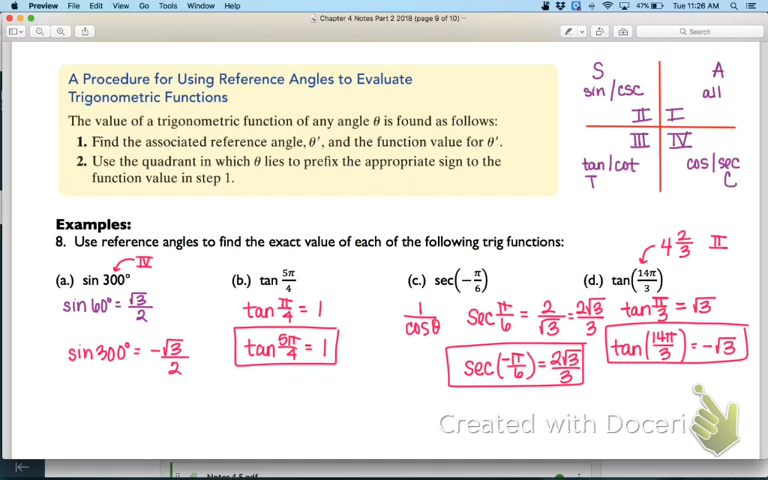 Preview File Edit View Go Tools Window Help
47% Tue 11:26 AM
Chapter 4 Notes Part 2 2018 (page 9 of 10)
Search
A Procedure for Using Reference Angles to Evaluate
Trigonometric Functions
The value of a trigonometric function of any angle θ is found as follows:
1. Find the associated reference angle, θ′, and the function value for θ′.
2. Use the quadrant in which θ lies to prefix the appropriate sign to the
function value in step 1.
S A
sin/csc all
II I
III IV
tan/cot cos/sec
T C
Examples:
8. Use reference angles to find the exact value of each of the following trig functions:
IV
4 2/3 II
(a.) sin 300° (b.) tan 5π/4 (c.) sec(−π/6) (d.) tan(14π/3)
sin 60° = √3/2
tan π/4 = 1
1/cosθ sec π/6 = 2/√3 = 2√3/3
tan π/3 = √3
sin 300° = −√3/2
tan 5π/4 = 1
sec(−π/6) = 2√3/3
tan(14π/3) = −√3
Created with Doceri
Notes 4.5.pdf